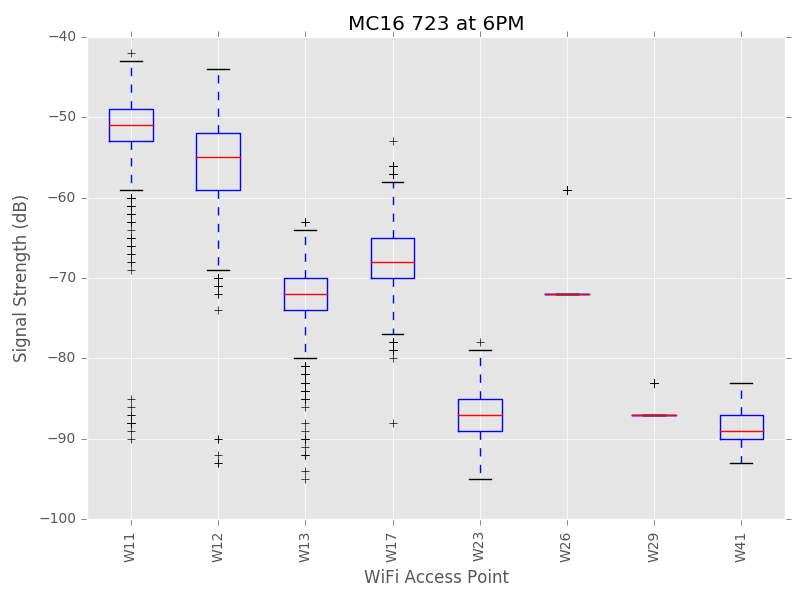 MC16 723 at 6PM
−40
−50
−60
−70
−80
−90
−100
Signal Strength (dB)
W11
W12
W13
W17
W23
W26
W29
W41
WiFi Access Point